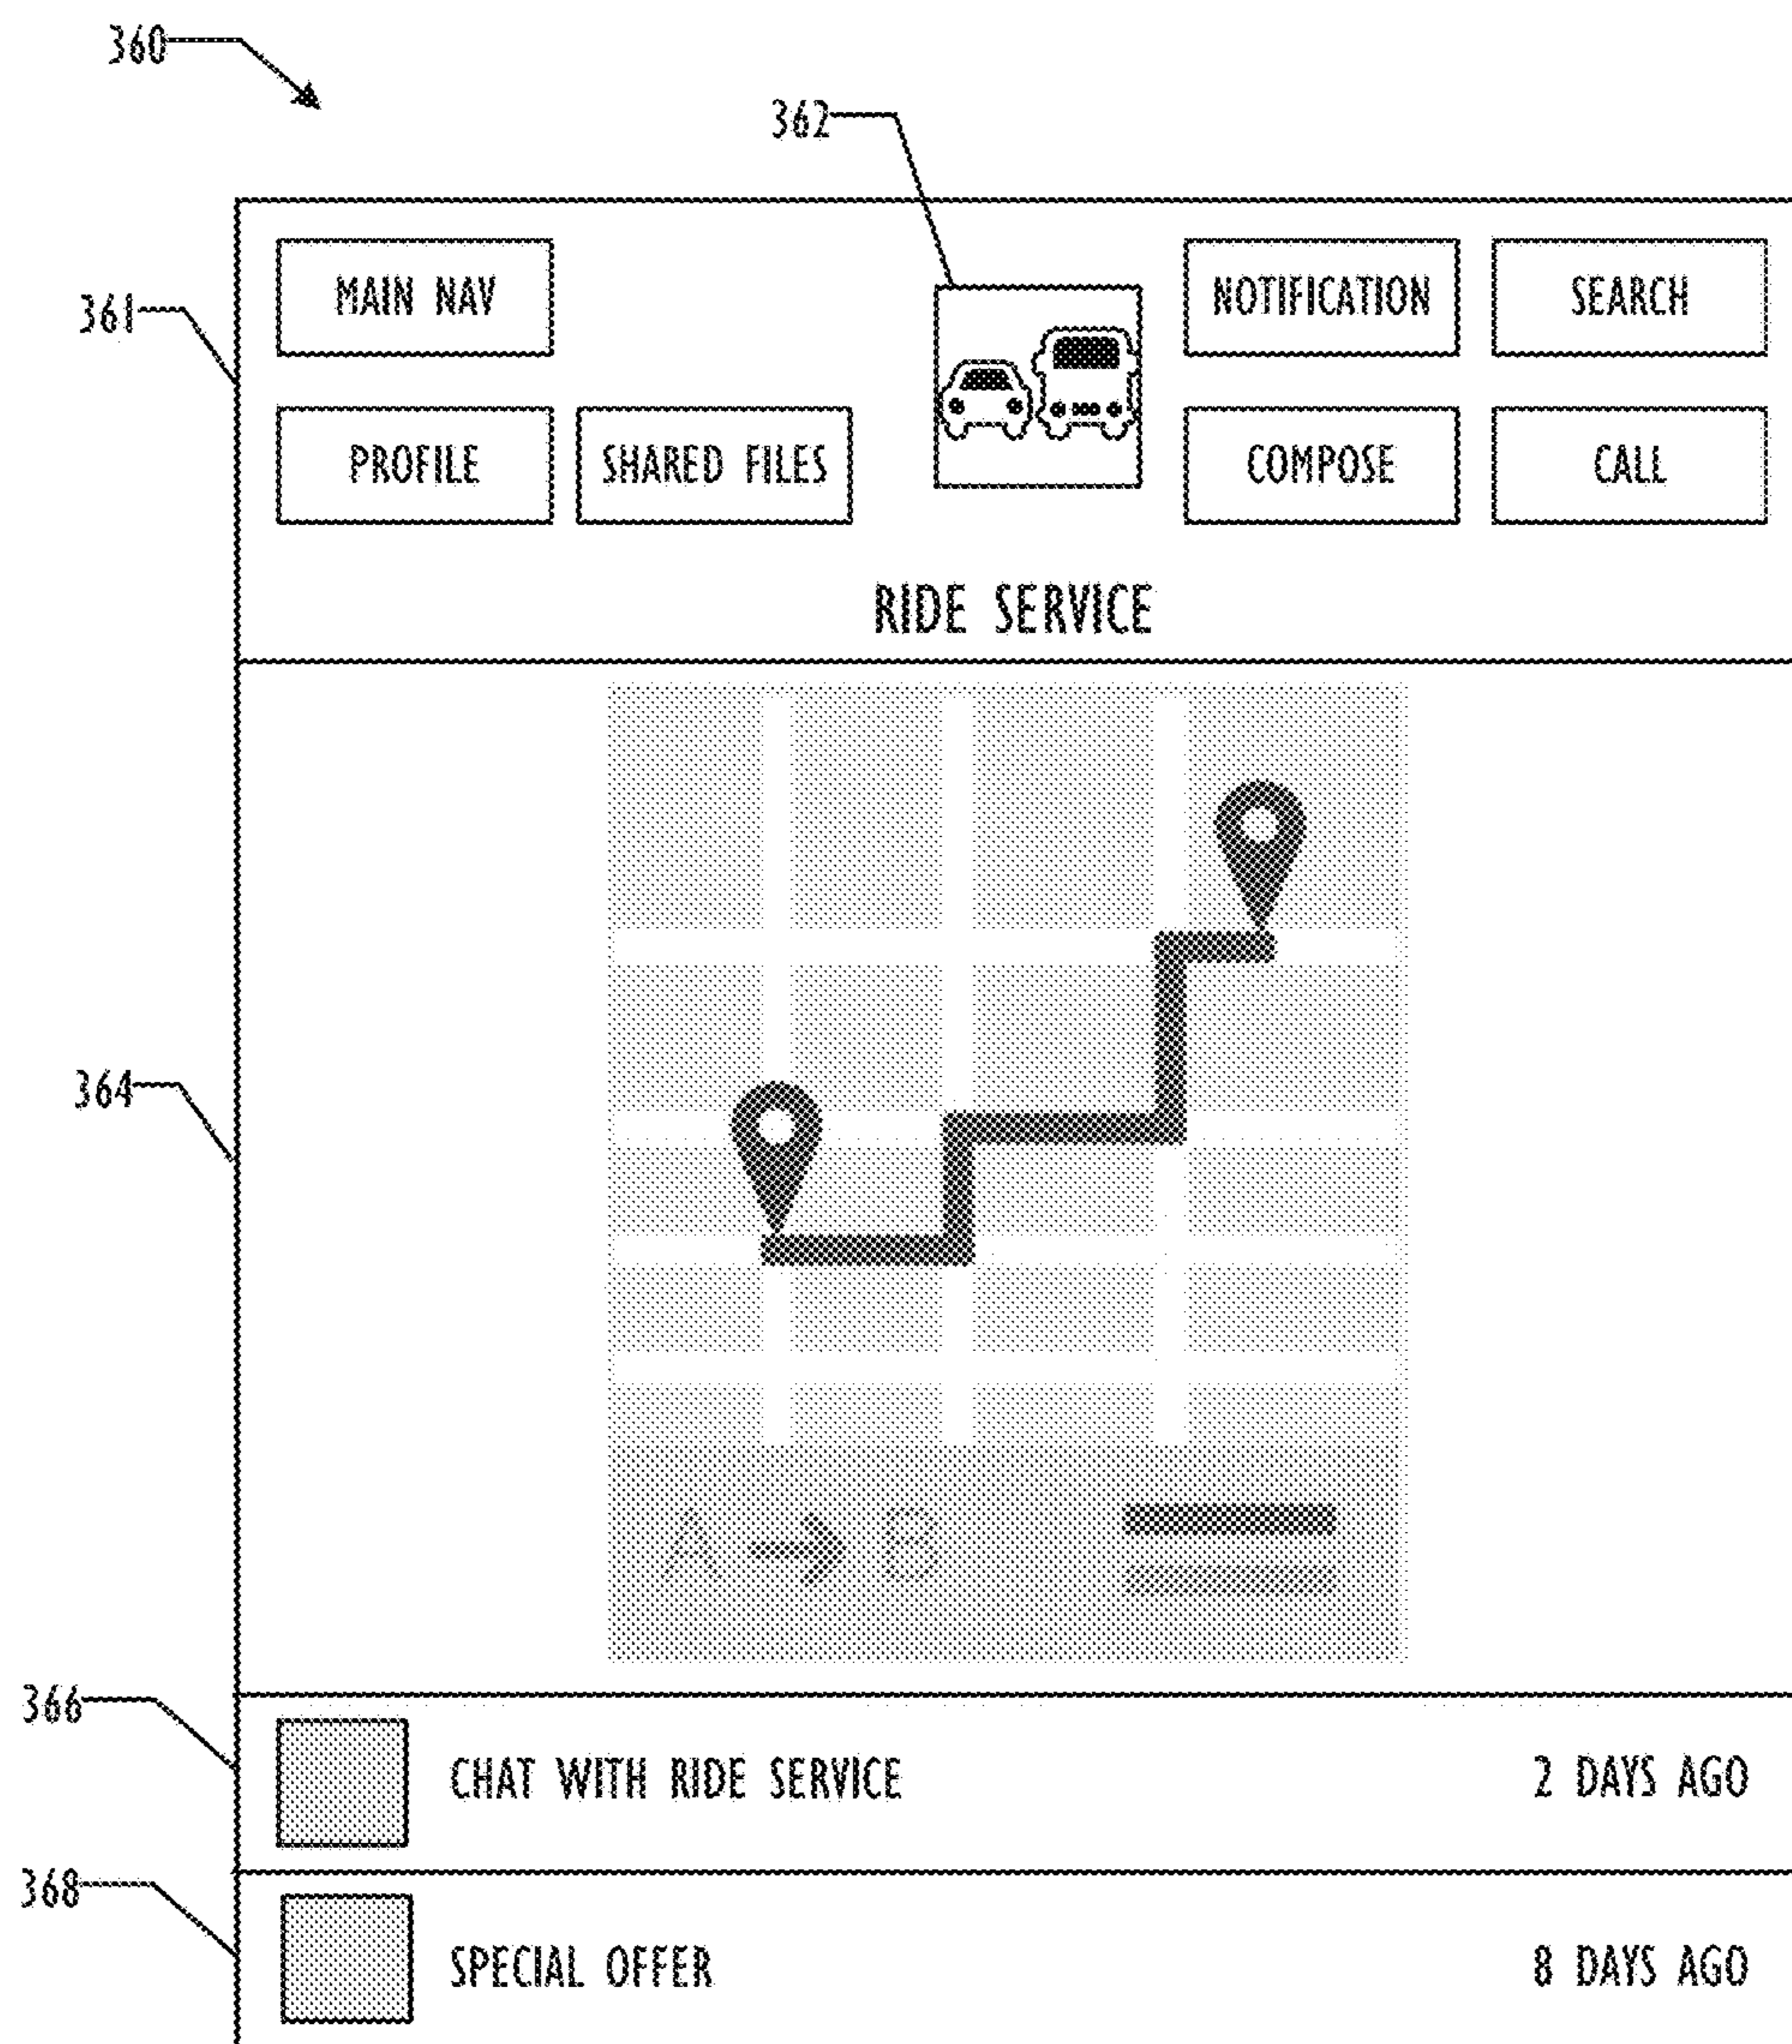 360
362
MAIN NAV
NOTIFICATION
SEARCH
361
PROFILE
SHARED FILES
COMPOSE
CALL
RIDE SERVICE
364
A → B
366
CHAT WITH RIDE SERVICE
2 DAYS AGO
368
SPECIAL OFFER
8 DAYS AGO